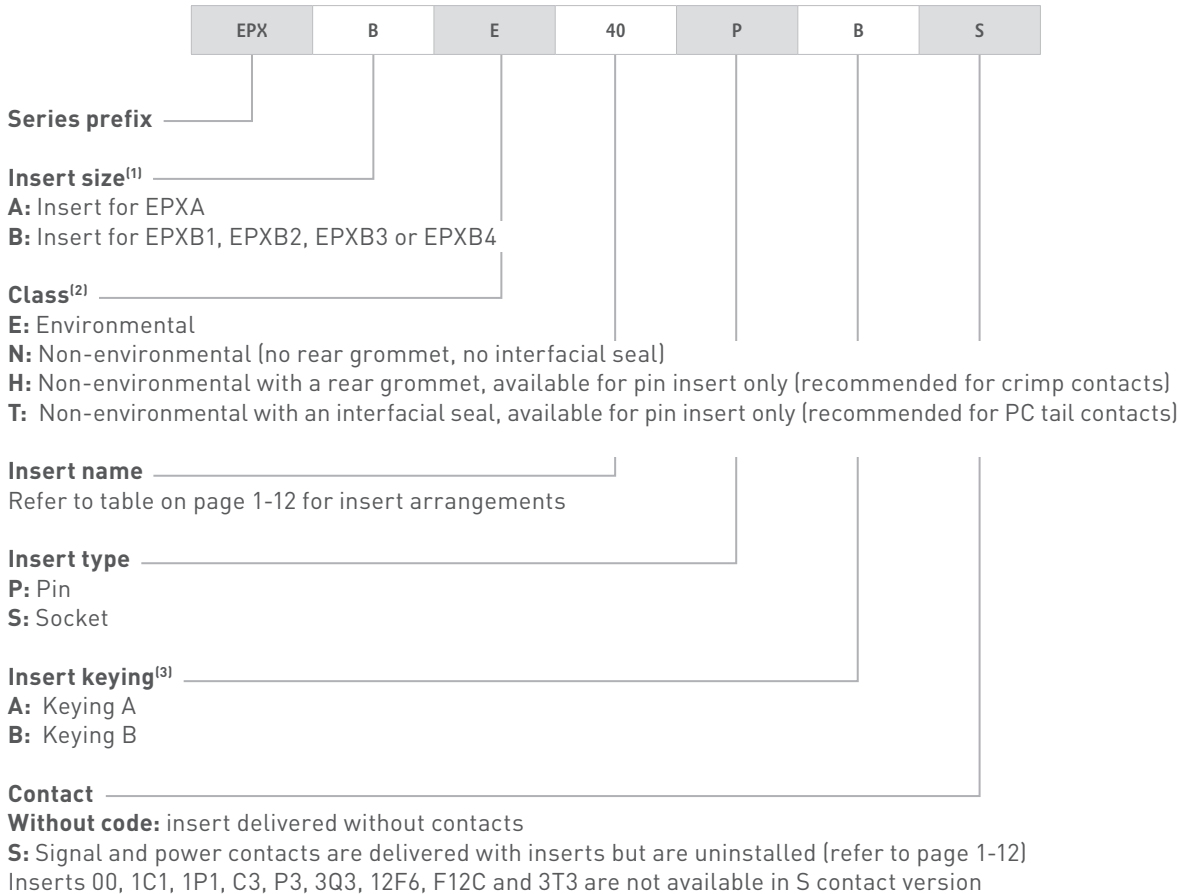 EPX B E 40 P B S
Series prefix
Insert size(1)
A: Insert for EPXA
B: Insert for EPXB1, EPXB2, EPXB3 or EPXB4
Class(2)
E: Environmental
N: Non-environmental (no rear grommet, no interfacial seal)
H: Non-environmental with a rear grommet, available for pin insert only (recommended for crimp contacts)
T: Non-environmental with an interfacial seal, available for pin insert only (recommended for PC tail contacts)
Insert name
Refer to table on page 1-12 for insert arrangements
Insert type
P: Pin
S: Socket
Insert keying(3)
A: Keying A
B: Keying B
Contact
Without code: insert delivered without contacts
S: Signal and power contacts are delivered with inserts but are uninstalled (refer to page 1-12)
Inserts 00, 1C1, 1P1, C3, P3, 3Q3, 12F6, F12C and 3T3 are not available in S contact version